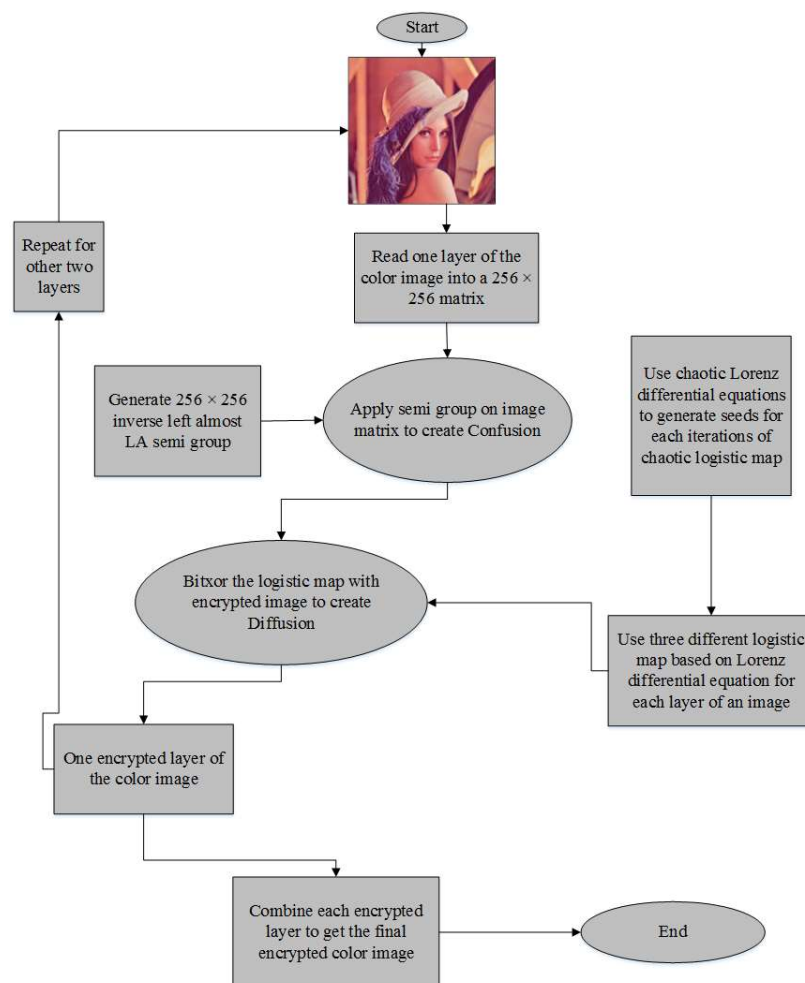 Start
Read one layer of the
color image into a 256 ×
256 matrix
Repeat for
other two
layers
Generate 256 × 256
inverse left almost
LA semi group
Apply semi group on image
matrix to create Confusion
Use chaotic Lorenz
differential equations
to generate seeds for
each iterations of
chaotic logistic map
Bitxor the logistic map with
encrypted image to create
Diffusion
Use three different logistic
map based on Lorenz
differential equation for
each layer of an image
One encrypted layer of
the color image
Combine each encrypted
layer to get the final
encrypted color image
End